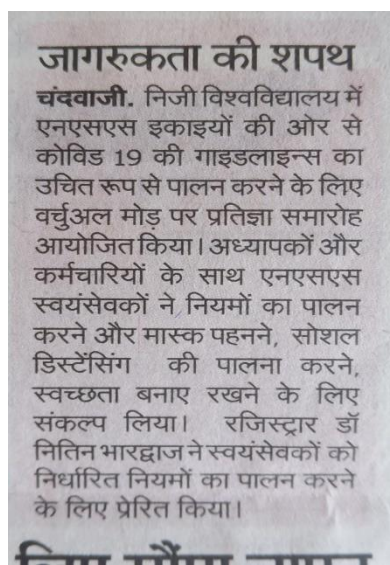 जागरुकता की शपथ
चंदवाजी. निजी विश्वविद्यालय में
एनएसएस इकाइयों की ओर से
कोविड 19 की गाइडलाइन्स का
उचित रूप से पालन करने के लिए
वर्चुअल मोड़ पर प्रतिज्ञा समारोह
आयोजित किया। अध्यापकों और
कर्मचारियों के साथ एनएसएस
स्वयंसेवकों ने नियमों का पालन
करने और मास्क पहनने, सोशल
डिस्टेंसिंग की पालना करने,
स्वच्छता बनाए रखने के लिए
संकल्प लिया। रजिस्ट्रार डॉ
नितिन भारद्वाज ने स्वयंसेवकों को
निर्धारित नियमों का पालन करने
के लिए प्रेरित किया।